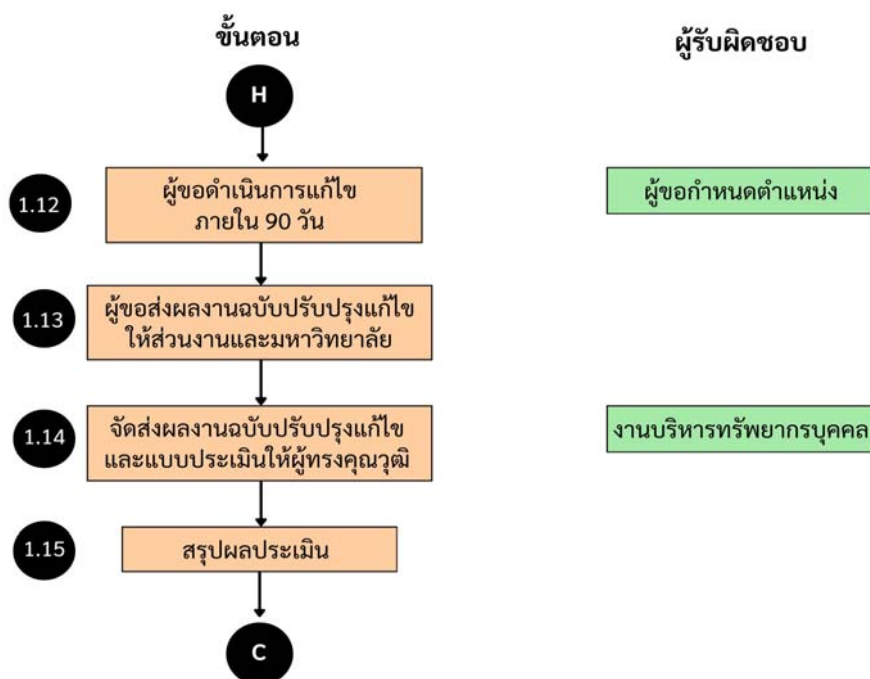 ขั้นตอน
ผู้รับผิดชอบ
H
1.12
ผู้ขอดำเนินการแก้ไข
ภายใน 90 วัน
ผู้ขอกำหนดตำแหน่ง
1.13
ผู้ขอส่งผลงานฉบับปรับปรุงแก้ไข
ให้ส่วนงานและมหาวิทยาลัย
1.14
จัดส่งผลงานฉบับปรับปรุงแก้ไข
และแบบประเมินให้ผู้ทรงคุณวุฒิ
งานบริหารทรัพยากรบุคคล
1.15
สรุปผลประเมิน
C